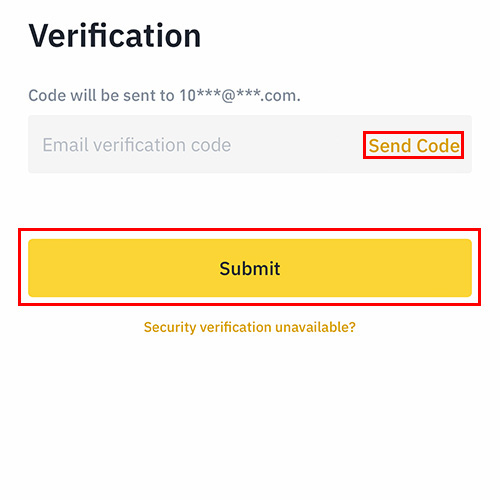 Verification
Code will be sent to 10***@***.com.
Email verification code Send Code
Submit
Security verification unavailable?